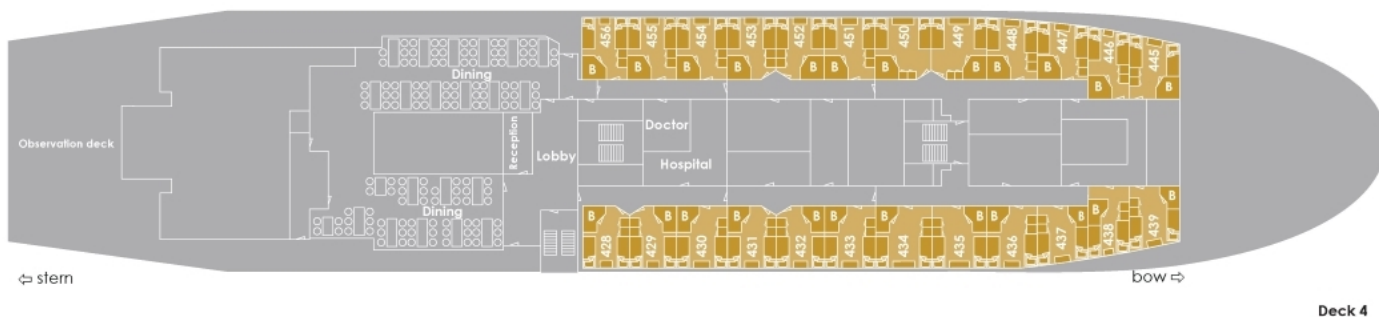 456 455 454 453 452 451 450 449 448 447 446 445
B B B B B B B B B B B B
Dining
Observation deck
Reception
Lobby
Doctor
Hospital
Dining
B B B B B B B B B B B B
428 429 430 431 432 433 434 435 436 437 438 439
⇦ stern
bow ⇨
Deck 4